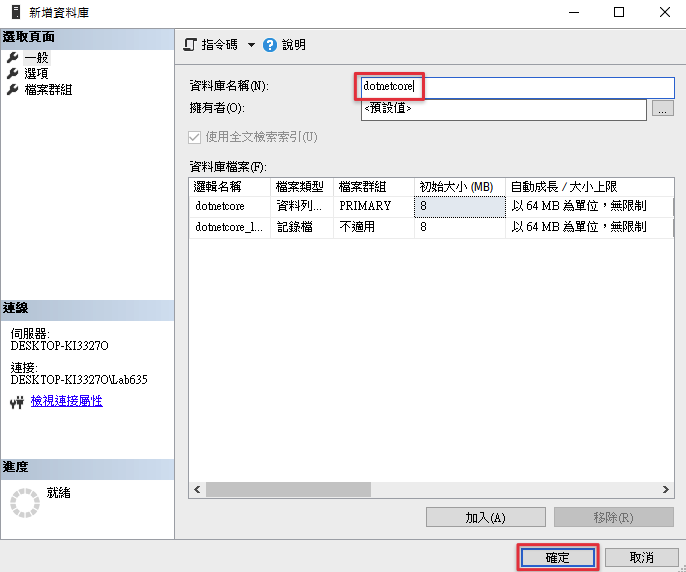 新增資料庫
選取頁面
一般
選項
檔案群組
指令碼 說明
資料庫名稱(N):
dotnetcore
擁有者(O):
<預設值>
...
使用全文檢索索引(U)
資料庫檔案(F):
邏輯名稱 檔案類型 檔案群組 初始大小 (MB) 自動成長 / 大小上限
dotnetcore 資料列... PRIMARY 8 以 64 MB 為單位，無限制
dotnetcore_l... 記錄檔 不適用 8 以 64 MB 為單位，無限制
連線
伺服器:
DESKTOP-KI3327O
連接:
DESKTOP-KI3327O\Lab635
檢視連接屬性
進度
就緒
加入(A) 移除(R)
確定 取消